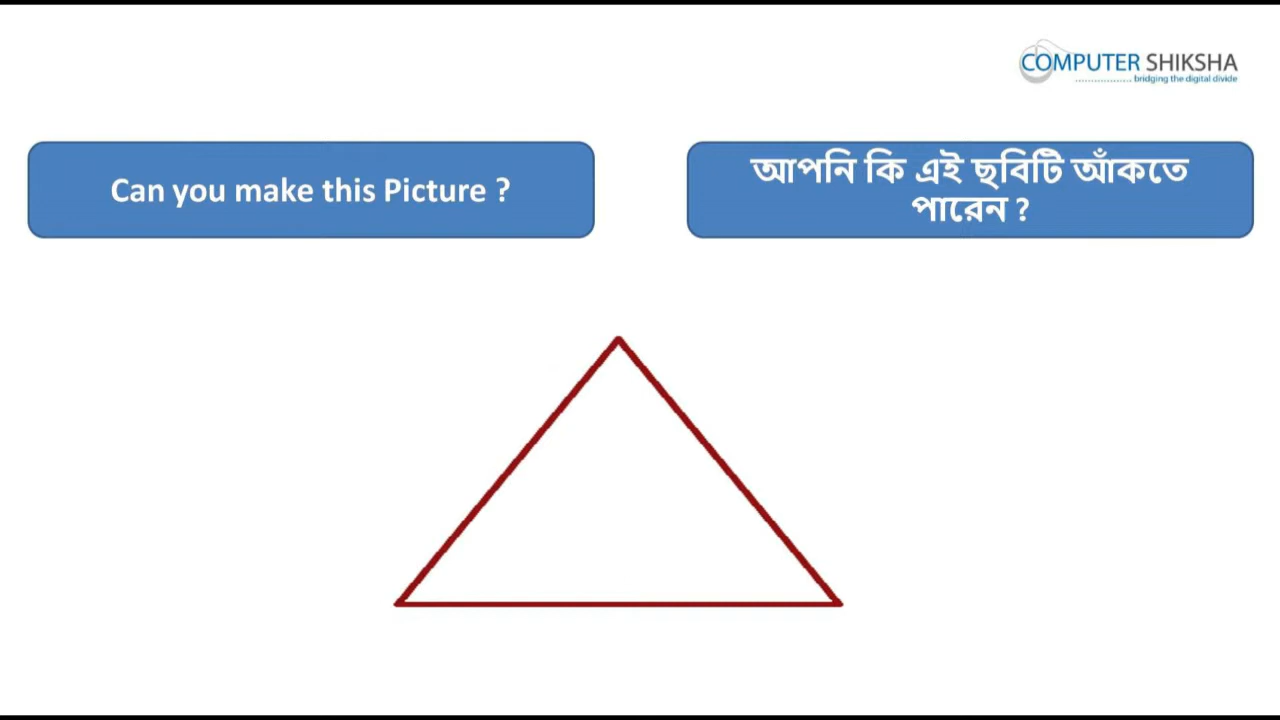 COMPUTER SHIKSHA
bridging the digital divide
Can you make this Picture ?
আপনি কি এই ছবিটি আঁকতে
পারেন ?